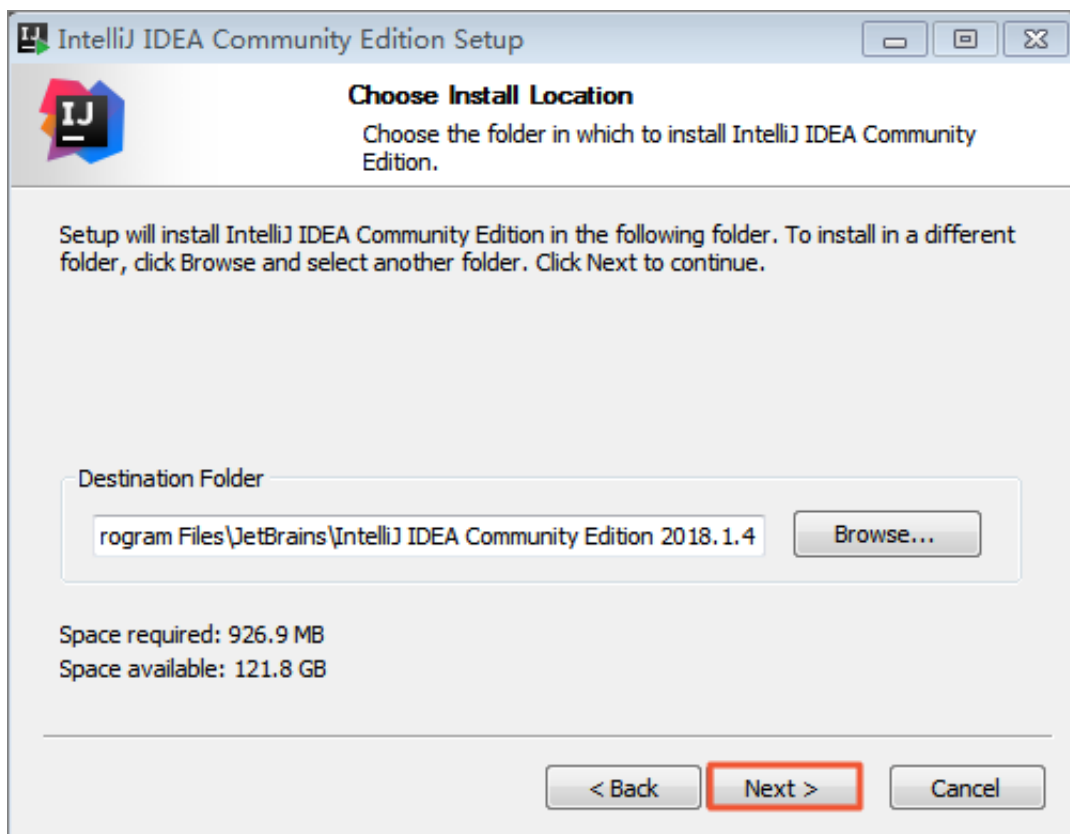 IntelliJ IDEA Community Edition Setup
IJ
Choose Install Location
Choose the folder in which to install IntelliJ IDEA Community
Edition.
Setup will install IntelliJ IDEA Community Edition in the following folder. To install in a different
folder, click Browse and select another folder. Click Next to continue.
Destination Folder
rogram Files\JetBrains\IntelliJ IDEA Community Edition 2018.1.4
Browse...
Space required: 926.9 MB
Space available: 121.8 GB
< Back
Next >
Cancel